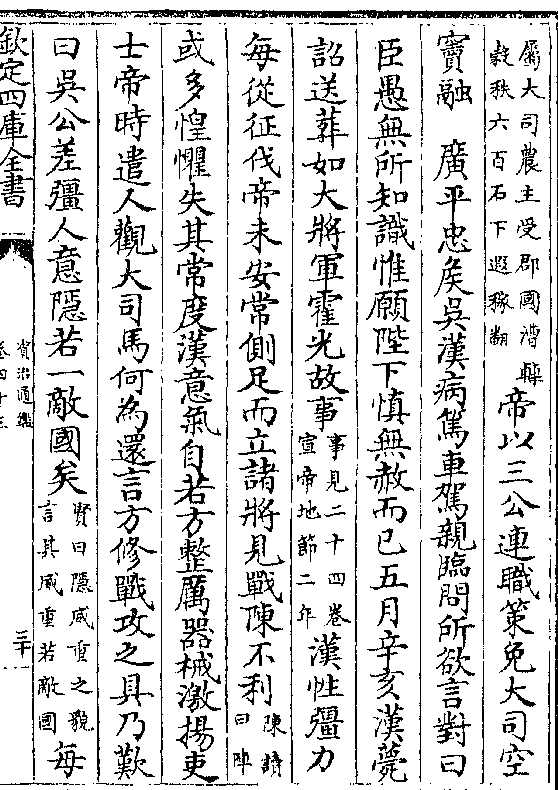 屬大司農主受郡國漕轉
穀秩六百石下遐稼翻
帝以三公連職策免大司空
竇融　廣平忠矦吳漢病篤車駕親臨問所欲言對曰
臣愚無所知識惟願陛下慎無赦而已五月辛亥漢薨
詔送葬如大將軍霍光故事
事見二十四卷
宣帝地節二年
漢性彊力
每從征伐帝未安常側足而立諸將見戰陳不利
陳讀
曰陣
或多惶懼失其常度漢意氣自若方整厲器械激揚吏
士帝時遣人觀大司馬何為還言方修戰攻之具乃歎
曰吳公差彊人意隱若一敵國矣
賢曰隱威重之貌
言其威重若敵國
每
欽定四庫全書
資治通鑑
卷四十三
三十